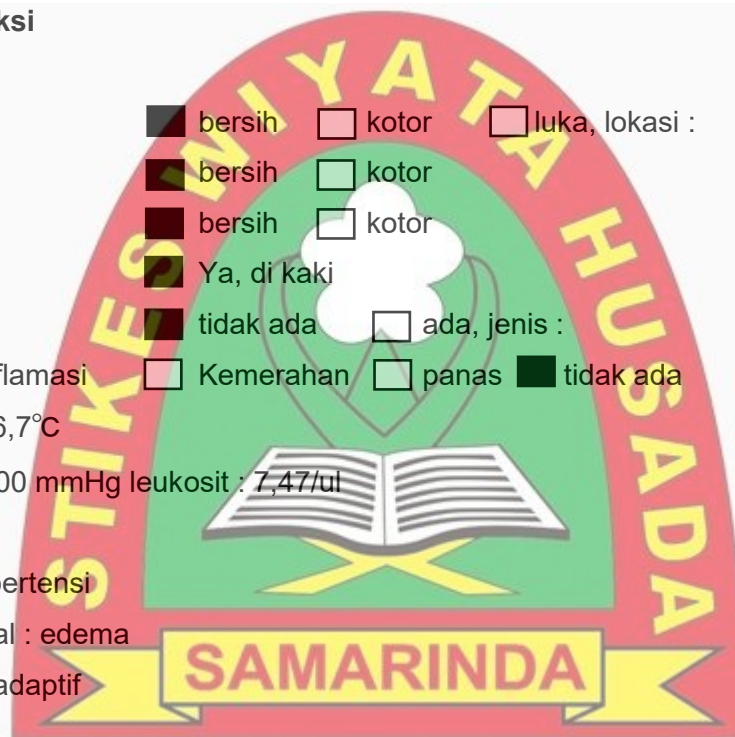 ksi
bersih kotor luka, lokasi :
bersih kotor
bersih kotor
Ya, di kaki
tidak ada ada, jenis :
flamasi Kemerahan panas tidak ada
6,7°C
00 mmHg leukosit : 7,47/ul
pertensi
al : edema
adaptif
STIKES WIYATA HUSADA
SAMARINDA